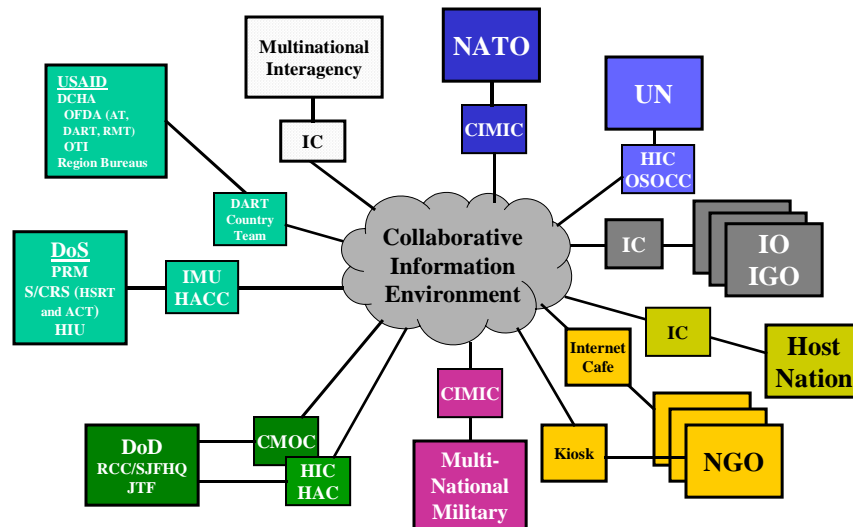 Multinational
Interagency
NATO
USAID
DCHA
OFDA (AT,
DART, RMT)
OTI
Region Bureaus
UN
IC
CIMIC
HIC
OSOCC
DART
Country
Team
Collaborative
Information
Environment
IC
IO
IGO
DoS
PRM
S/CRS (HSRT
and ACT)
HIU
IMU
HACC
IC
Host
Nation
Internet
Cafe
CIMIC
DoD
RCC/SJFHQ
JTF
CMOC
HIC
HAC
Multi-
National
Military
Kiosk
NGO